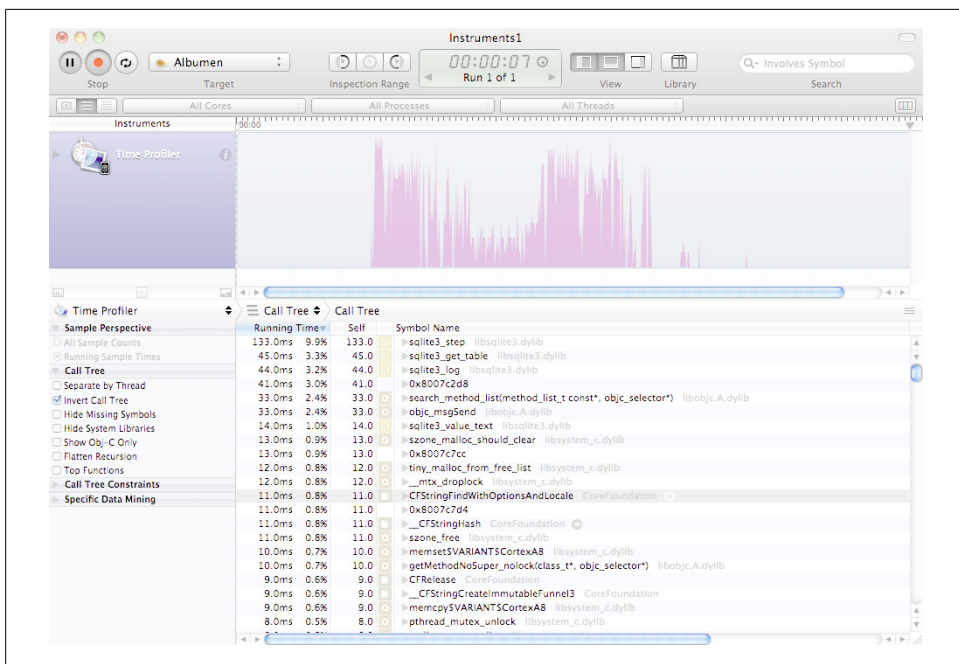 Instruments1
Albumen
00:00:07
Run 1 of 1
Involves Symbol
Stop
Target
Inspection Range
View
Library
Search
All Cores
All Processes
All Threads
Instruments
00:00
Time Profiler
Time Profiler
Call Tree
Call Tree
Sample Perspective
All Sample Counts
Running Sample Times
Call Tree
Separate by Thread
Invert Call Tree
Hide Missing Symbols
Hide System Libraries
Show Obj-C Only
Flatten Recursion
Top Functions
Call Tree Constraints
Specific Data Mining
Running Time Self Symbol Name
133.0ms 9.9% 133.0 sqlite3_step libsqlite3.dylib
45.0ms 3.3% 45.0 sqlite3_get_table libsqlite3.dylib
44.0ms 3.2% 44.0 sqlite3_log libsqlite3.dylib
41.0ms 3.0% 41.0 0x8007c2d8
33.0ms 2.4% 33.0 search_method_list(method_list_t const*, objc_selector*) libobjc.A.dylib
33.0ms 2.4% 33.0 objc_msgSend libobjc.A.dylib
14.0ms 1.0% 14.0 sqlite3_value_text libsqlite3.dylib
13.0ms 0.9% 13.0 szone_malloc_should_clear libsystem_c.dylib
13.0ms 0.9% 13.0 0x8007c7cc
12.0ms 0.8% 12.0 tiny_malloc_from_free_list libsystem_c.dylib
12.0ms 0.8% 12.0 __mtx_droplock libsystem_c.dylib
11.0ms 0.8% 11.0 CFStringFindWithOptionsAndLocale CoreFoundation
11.0ms 0.8% 11.0 0x8007c7d4
11.0ms 0.8% 11.0 __CFStringHash CoreFoundation
11.0ms 0.8% 11.0 szone_free libsystem_c.dylib
10.0ms 0.7% 10.0 memset$VARIANT$CortexA8 libsystem_c.dylib
10.0ms 0.7% 10.0 getMethodNoSuper_nolock(class_t*, objc_selector*) libobjc.A.dylib
9.0ms 0.6% 9.0 CFRelease CoreFoundation
9.0ms 0.6% 9.0 __CFStringCreateImmutableFunnel3 CoreFoundation
9.0ms 0.6% 9.0 memcpy$VARIANT$CortexA8 libsystem_c.dylib
8.0ms 0.5% 8.0 pthread_mutex_unlock libsystem_c.dylib